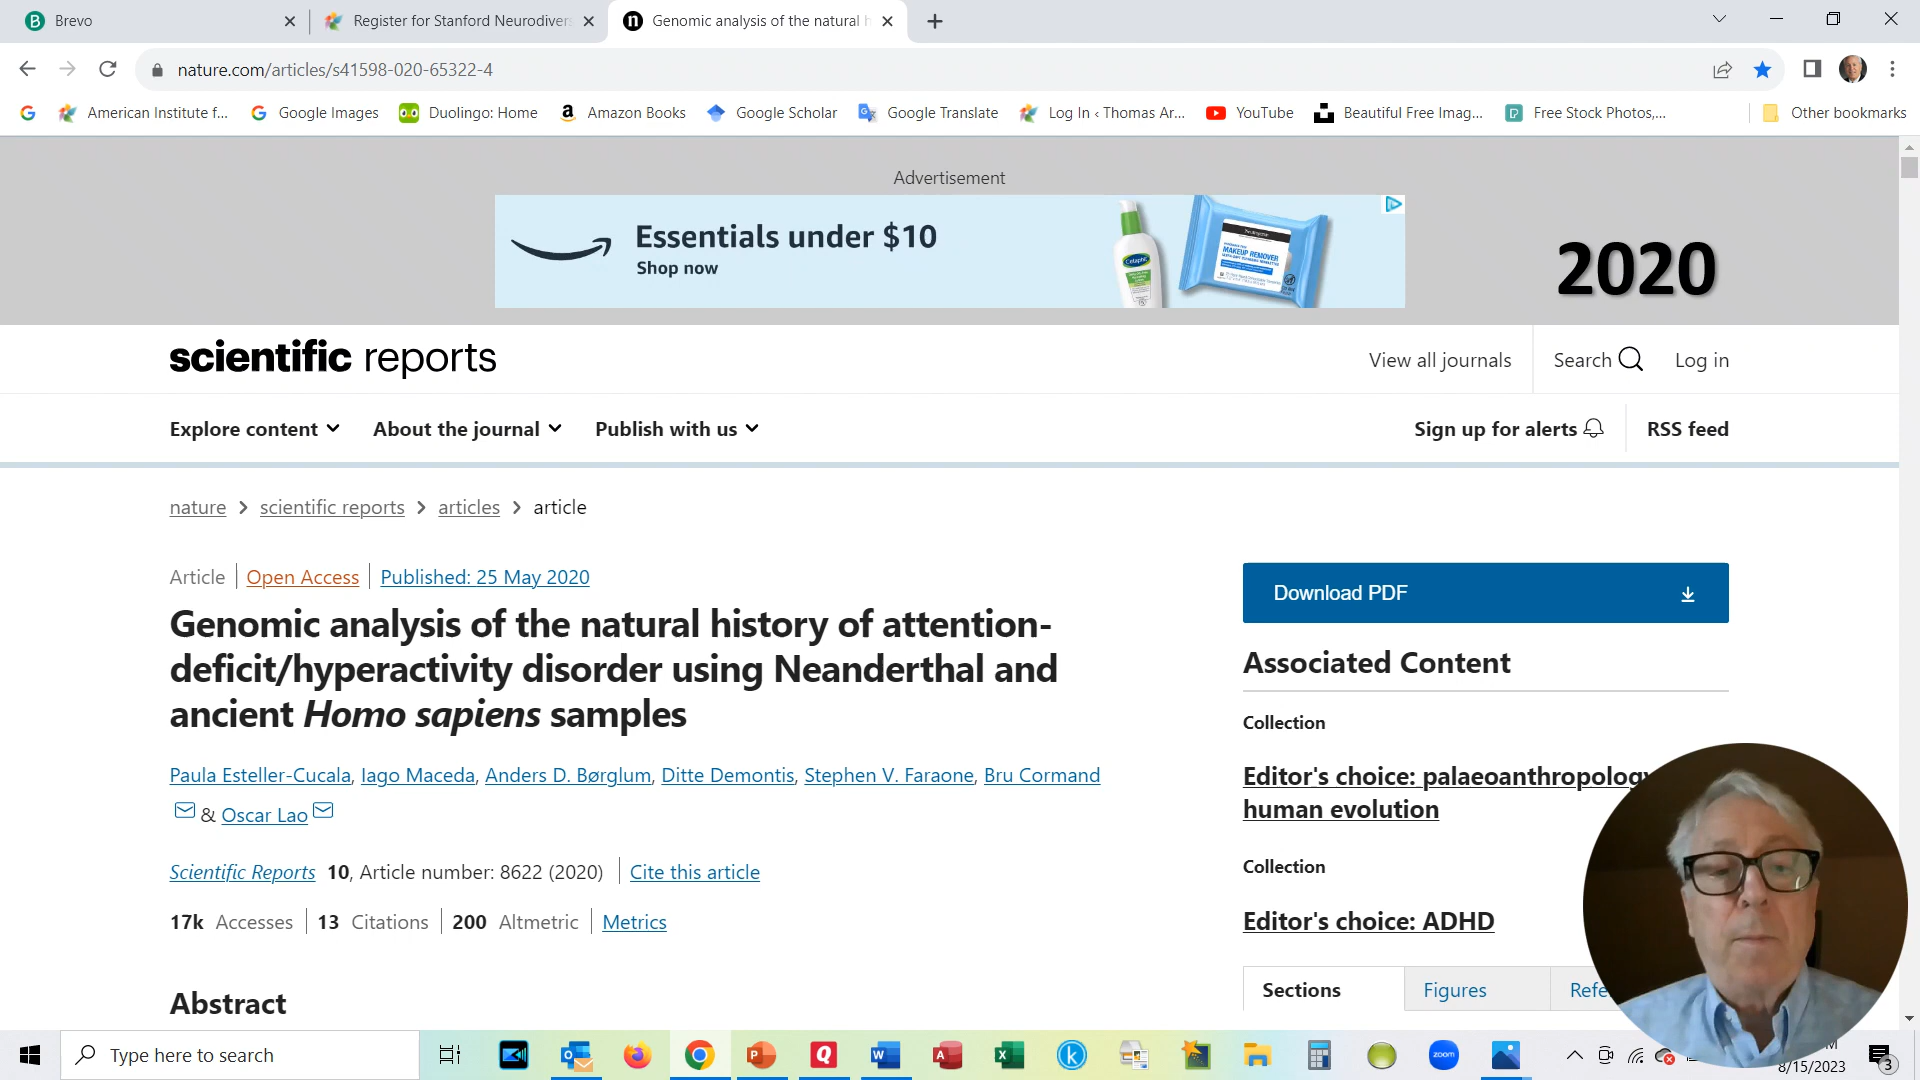 Brevo
Register for Stanford Neurodiver
Genomic analysis of the natural h
nature.com/articles/s41598-020-65322-4
American Institute f...
Google Images
Duolingo: Home
Amazon Books
Google Scholar
Google Translate
Log In ‹ Thomas Ar...
YouTube
Beautiful Free Imag...
Free Stock Photos,...
Other bookmarks
Advertisement
Essentials under $10
Shop now
Cetaphil
Neutrogena
MAKEUP REMOVER
2020
scientific reports
View all journals
Search
Log in
Explore content
About the journal
Publish with us
Sign up for alerts
RSS feed
nature > scientific reports > articles > article
Article | Open Access | Published: 25 May 2020
Genomic analysis of the natural history of attention-
deficit/hyperactivity disorder using Neanderthal and
ancient Homo sapiens samples
Paula Esteller-Cucala, Iago Maceda, Anders D. Børglum, Ditte Demontis, Stephen V. Faraone, Bru Cormand
& Oscar Lao
Scientific Reports 10, Article number: 8622 (2020) | Cite this article
17k Accesses | 13 Citations | 200 Altmetric | Metrics
Abstract
Download PDF
Associated Content
Collection
Editor's choice: palaeoanthropology
human evolution
Collection
Editor's choice: ADHD
Sections
Figures
Refe
Type here to search
zoom
M
8/15/2023
3